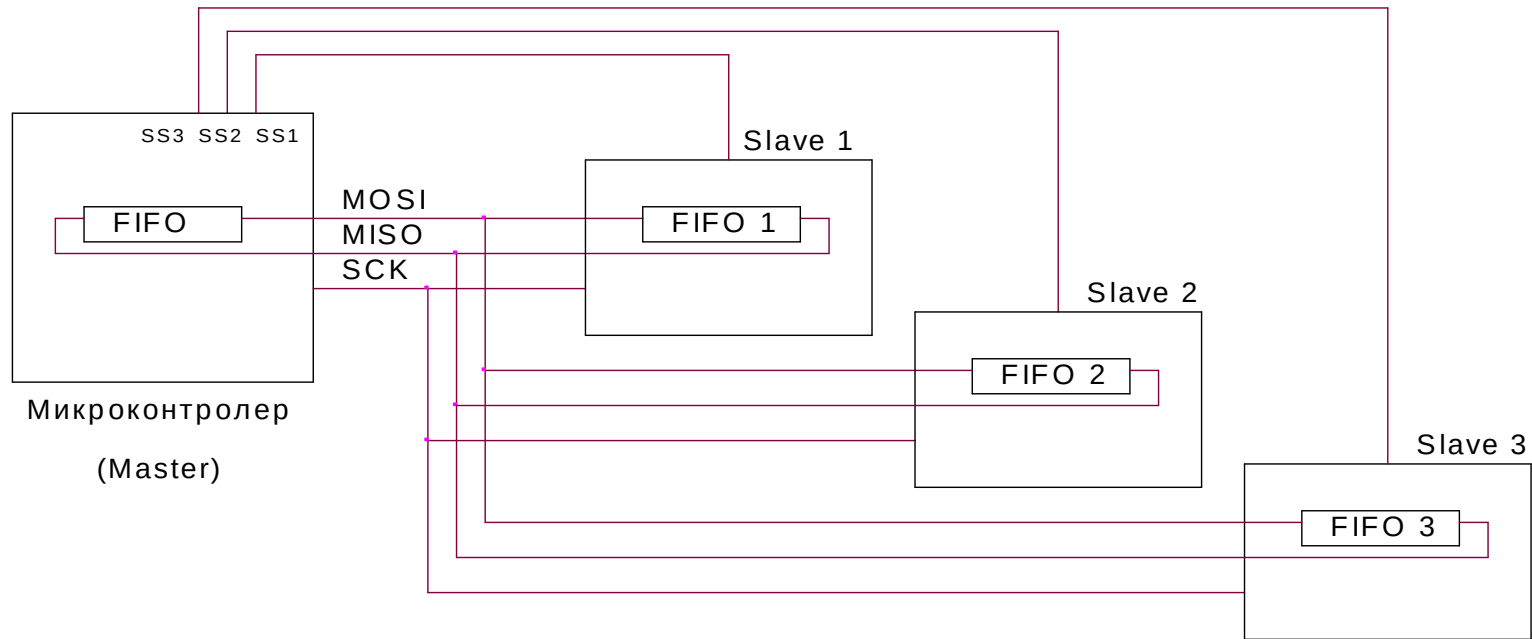 SS3 SS2 SS1
Slave 1
MOSI
FIFO
FIFO 1
MISO
SCK
Slave 2
FIFO 2
Микроконтролер
(Master)
Slave 3
FIFO 3